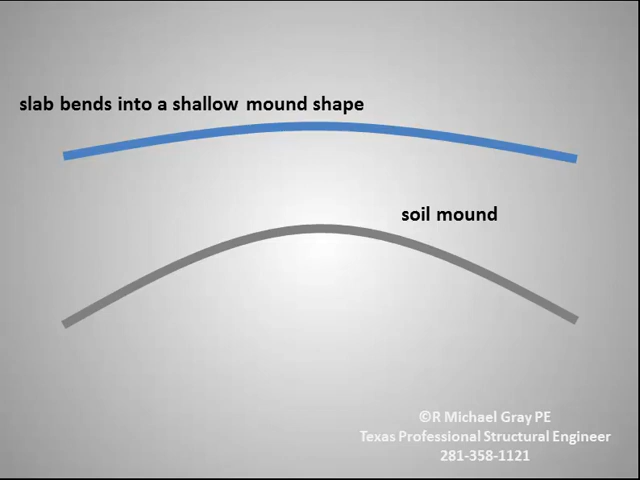 slab bends into a shallow mound shape
soil mound
©R Michael Gray PE
Texas Professional Structural Engineer
281-358-1121